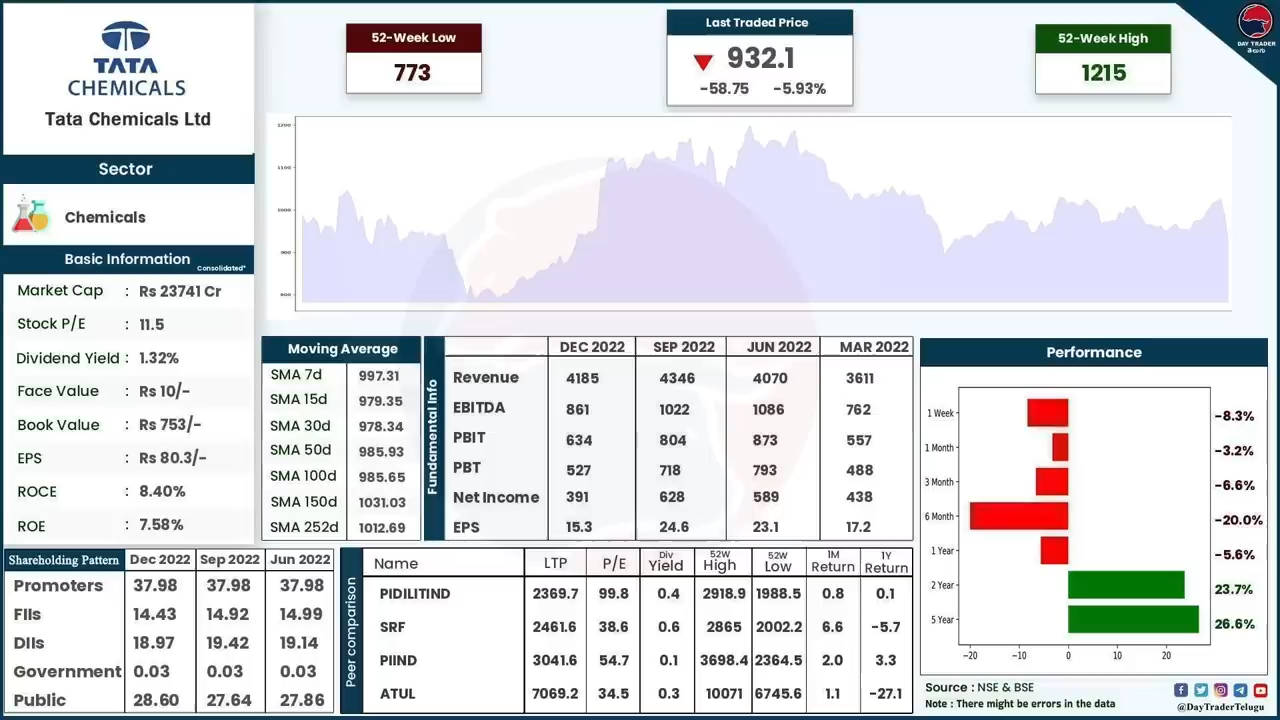 TATA
CHEMICALS
Tata Chemicals Ltd
Sector
Chemicals
Basic Information
Consolidated*
Market Cap : Rs 23741 Cr
Stock P/E : 11.5
Dividend Yield : 1.32%
Face Value : Rs 10/-
Book Value : Rs 753/-
EPS : Rs 80.3/-
ROCE : 8.40%
ROE : 7.58%
52-Week Low
773
Last Traded Price
932.1
-58.75 -5.93%
52-Week High
1215
DAY TRADER
తెలుగు
1200
1100
1000
900
800
Moving Average
SMA 7d 997.31
SMA 15d 979.35
SMA 30d 978.34
SMA 50d 985.93
SMA 100d 985.65
SMA 150d 1031.03
SMA 252d 1012.69
Fundamental Info
DEC 2022 SEP 2022 JUN 2022 MAR 2022
Revenue 4185 4346 4070 3611
EBITDA 861 1022 1086 762
PBIT 634 804 873 557
PBT 527 718 793 488
Net Income 391 628 589 438
EPS 15.3 24.6 23.1 17.2
Performance
1 Week -8.3%
1 Month -3.2%
3 Month -6.6%
6 Month -20.0%
1 Year -5.6%
2 Year 23.7%
5 Year 26.6%
−20 −10 0 10 20
Shareholding Pattern Dec 2022 Sep 2022 Jun 2022
Promoters 37.98 37.98 37.98
FIIs 14.43 14.92 14.99
DIIs 18.97 19.42 19.14
Government 0.03 0.03 0.03
Public 28.60 27.64 27.86
Peer comparison
Name LTP P/E Div Yield 52W High 52W Low 1M Return 1Y Return
PIDILITIND 2369.7 99.8 0.4 2918.9 1988.5 0.8 0.1
SRF 2461.6 38.6 0.6 2865 2002.2 6.6 -5.7
PIIND 3041.6 54.7 0.1 3698.4 2364.5 2.0 3.3
ATUL 7069.2 34.5 0.3 10071 6745.6 1.1 -27.1
Source : NSE & BSE
Note : There might be errors in the data
@DayTraderTelugu